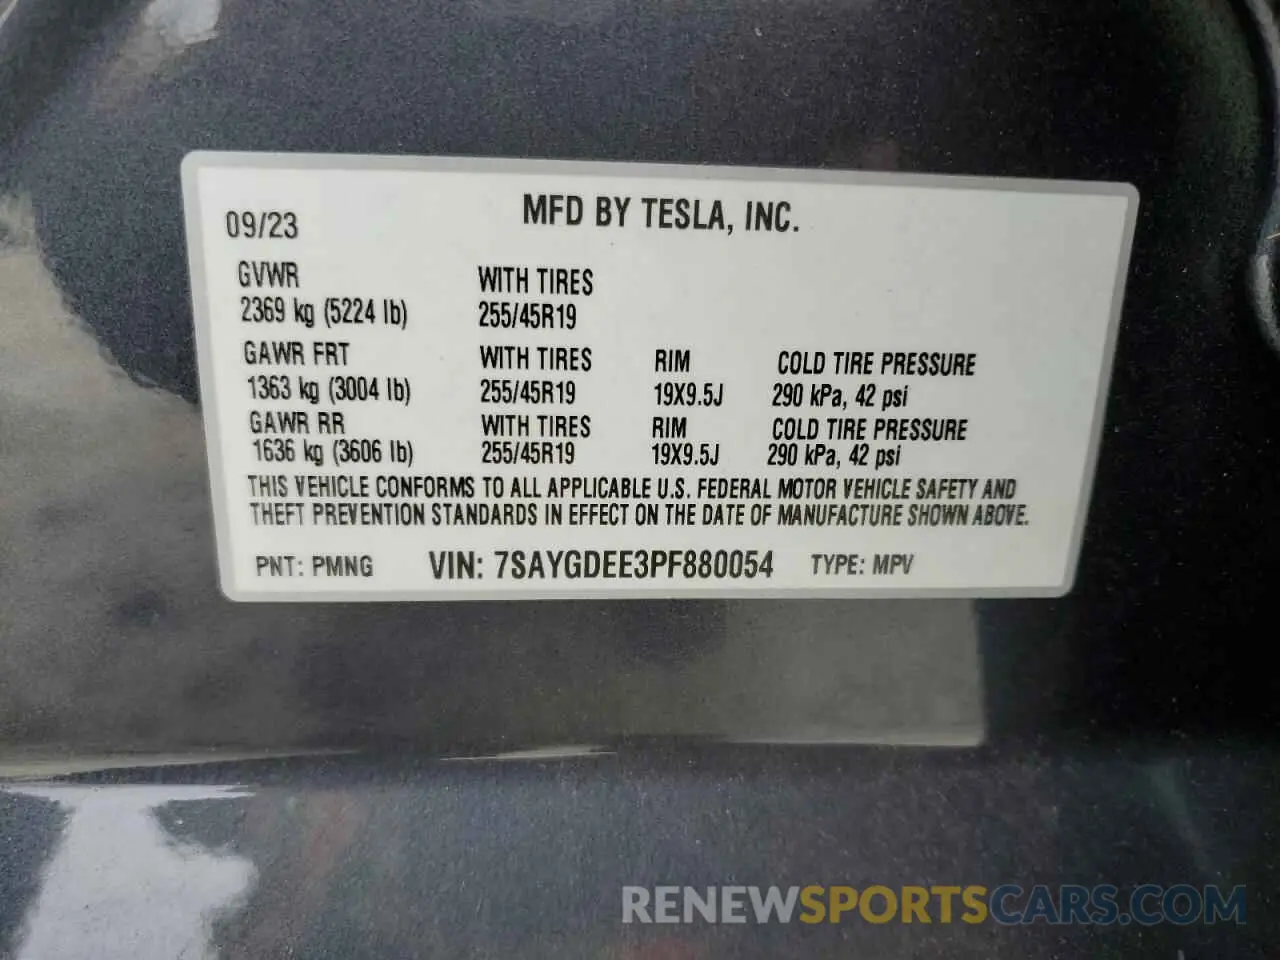 MFD BY TESLA, INC.
09/23
GVWR WITH TIRES
2369 kg (5224 lb) 255/45R19
GAWR FRT WITH TIRES RIM COLD TIRE PRESSURE
1363 kg (3004 lb) 255/45R19 19X9.5J 290 kPa, 42 psi
GAWR RR WITH TIRES RIM COLD TIRE PRESSURE
1636 kg (3606 lb) 255/45R19 19X9.5J 290 kPa, 42 psi
THIS VEHICLE CONFORMS TO ALL APPLICABLE U.S. FEDERAL MOTOR VEHICLE SAFETY AND
THEFT PREVENTION STANDARDS IN EFFECT ON THE DATE OF MANUFACTURE SHOWN ABOVE.
PNT: PMNG VIN: 7SAYGDEE3PF880054 TYPE: MPV
RENEWSPORTSCARS.COM